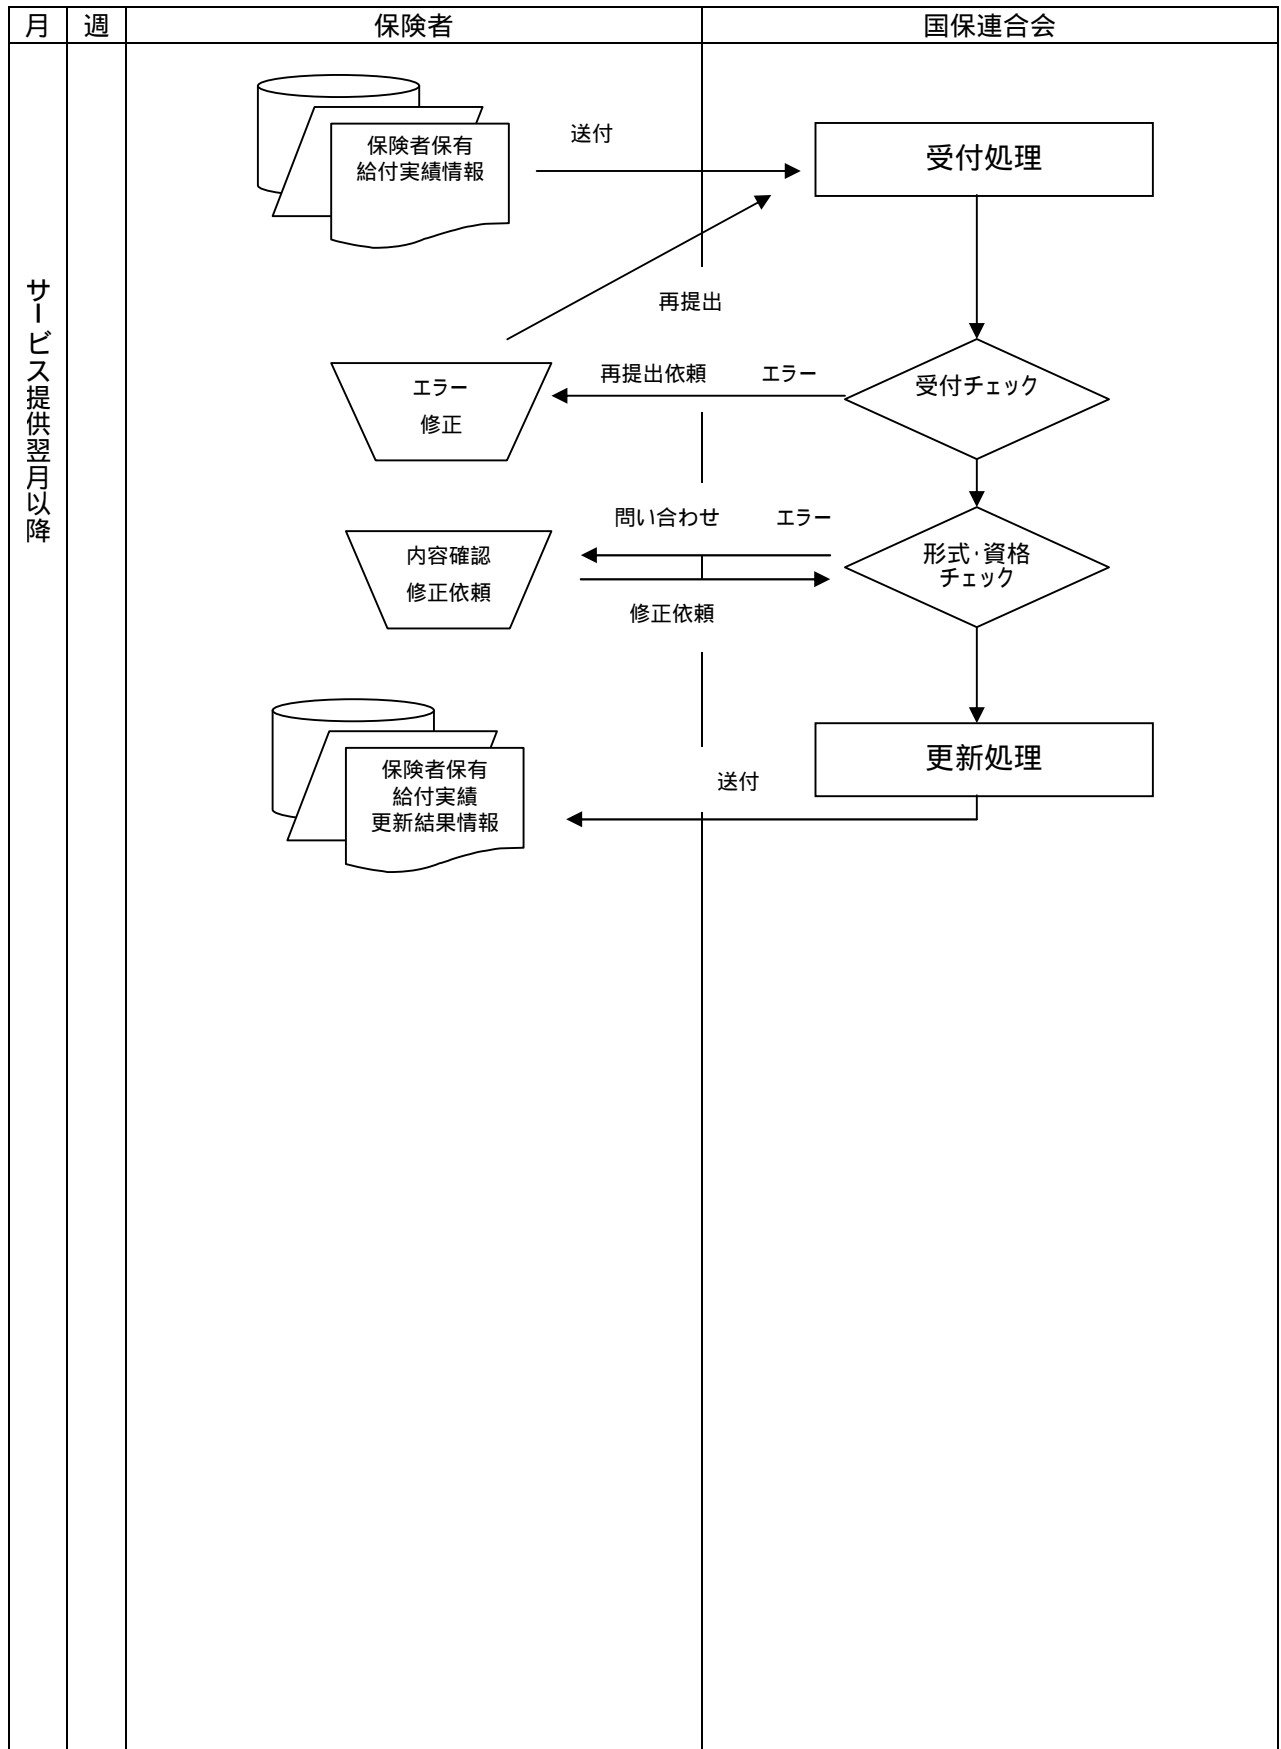 月
週
保険者
国保連合会
サービス提供翌月以降
保険者保有
給付実績情報
送付
受付処理
再提出
エラー
修正
再提出依頼
エラー
受付チェック
内容確認
修正依頼
問い合わせ
エラー
修正依頼
形式・資格
チェック
保険者保有
給付実績
更新結果情報
送付
更新処理